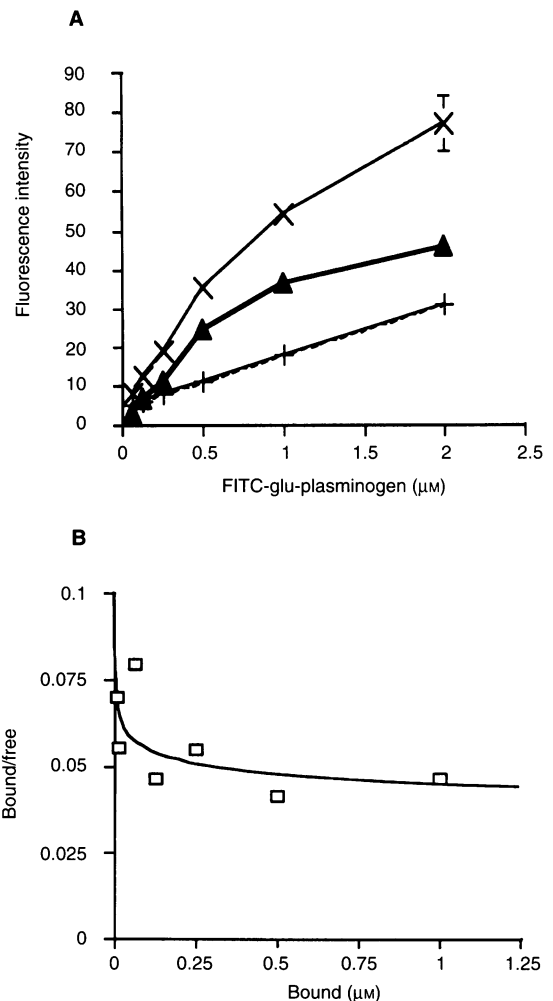 A
Fluorescence intensity
90
80
70
60
50
40
30
20
10
0
0 0.5 1 1.5 2 2.5
FITC-glu-plasminogen (μM)
B
Bound/free
0.1
0.075
0.05
0.025
0
0 0.25 0.5 0.75 1 1.25
Bound (μM)